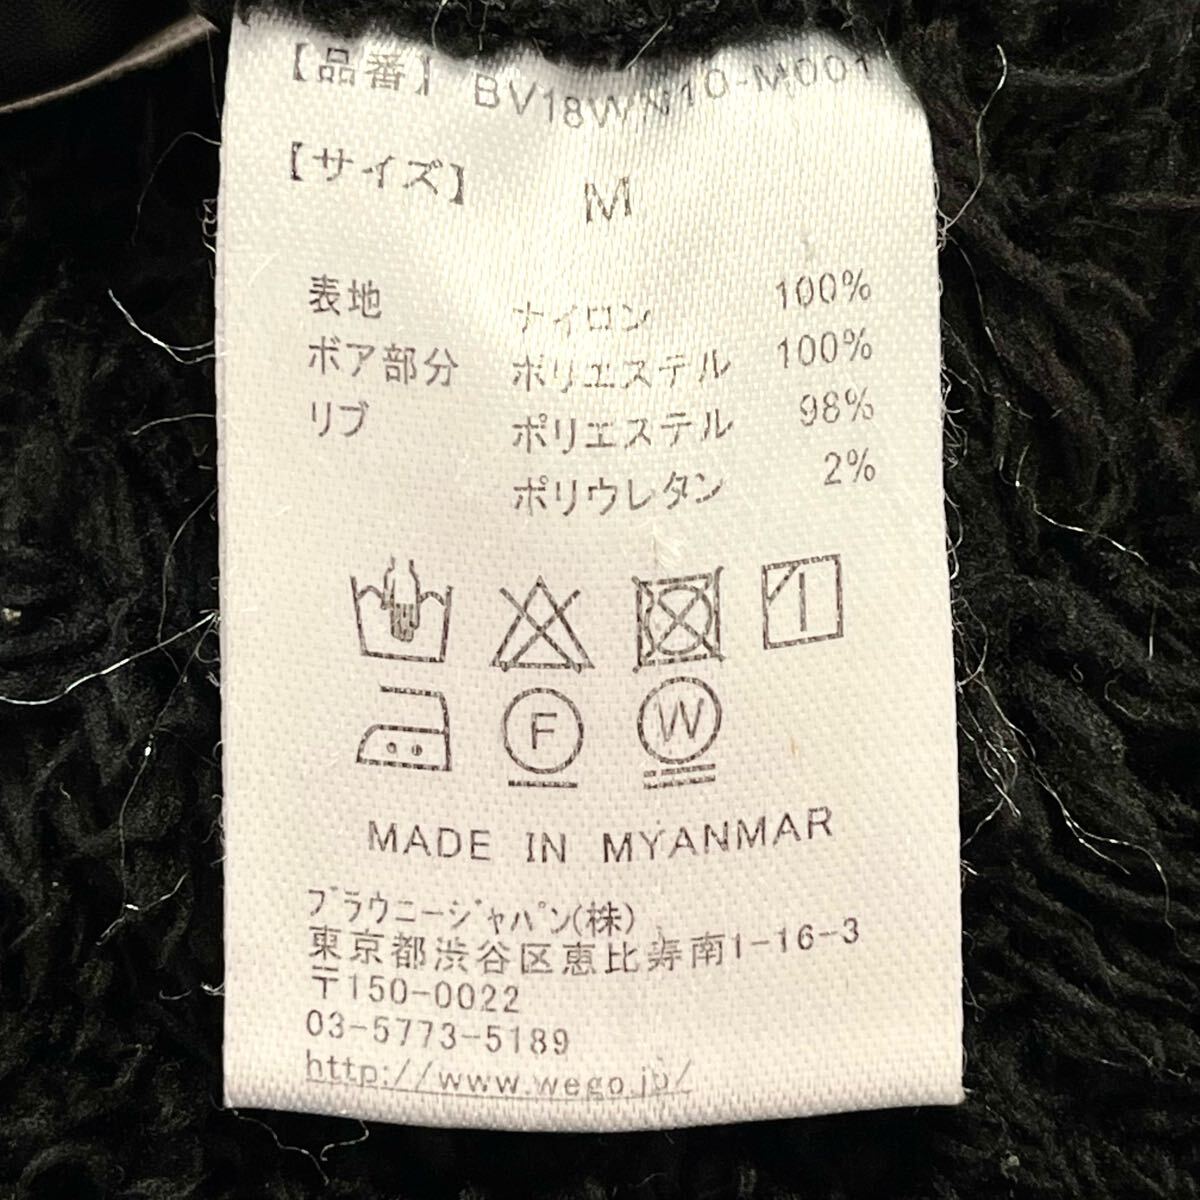 【品番】 BV18WN10-M001
【サイズ】 M
表地 ナイロン 100%
ボア部分 ポリエステル 100%
リブ ポリエステル 98%
ポリウレタン 2%
F W
MADE IN MYANMAR
ブラウニージャパン(株)
東京都渋谷区恵比寿南1-16-3
〒150-0022
03-5773-5189
http://www.wego.jp/